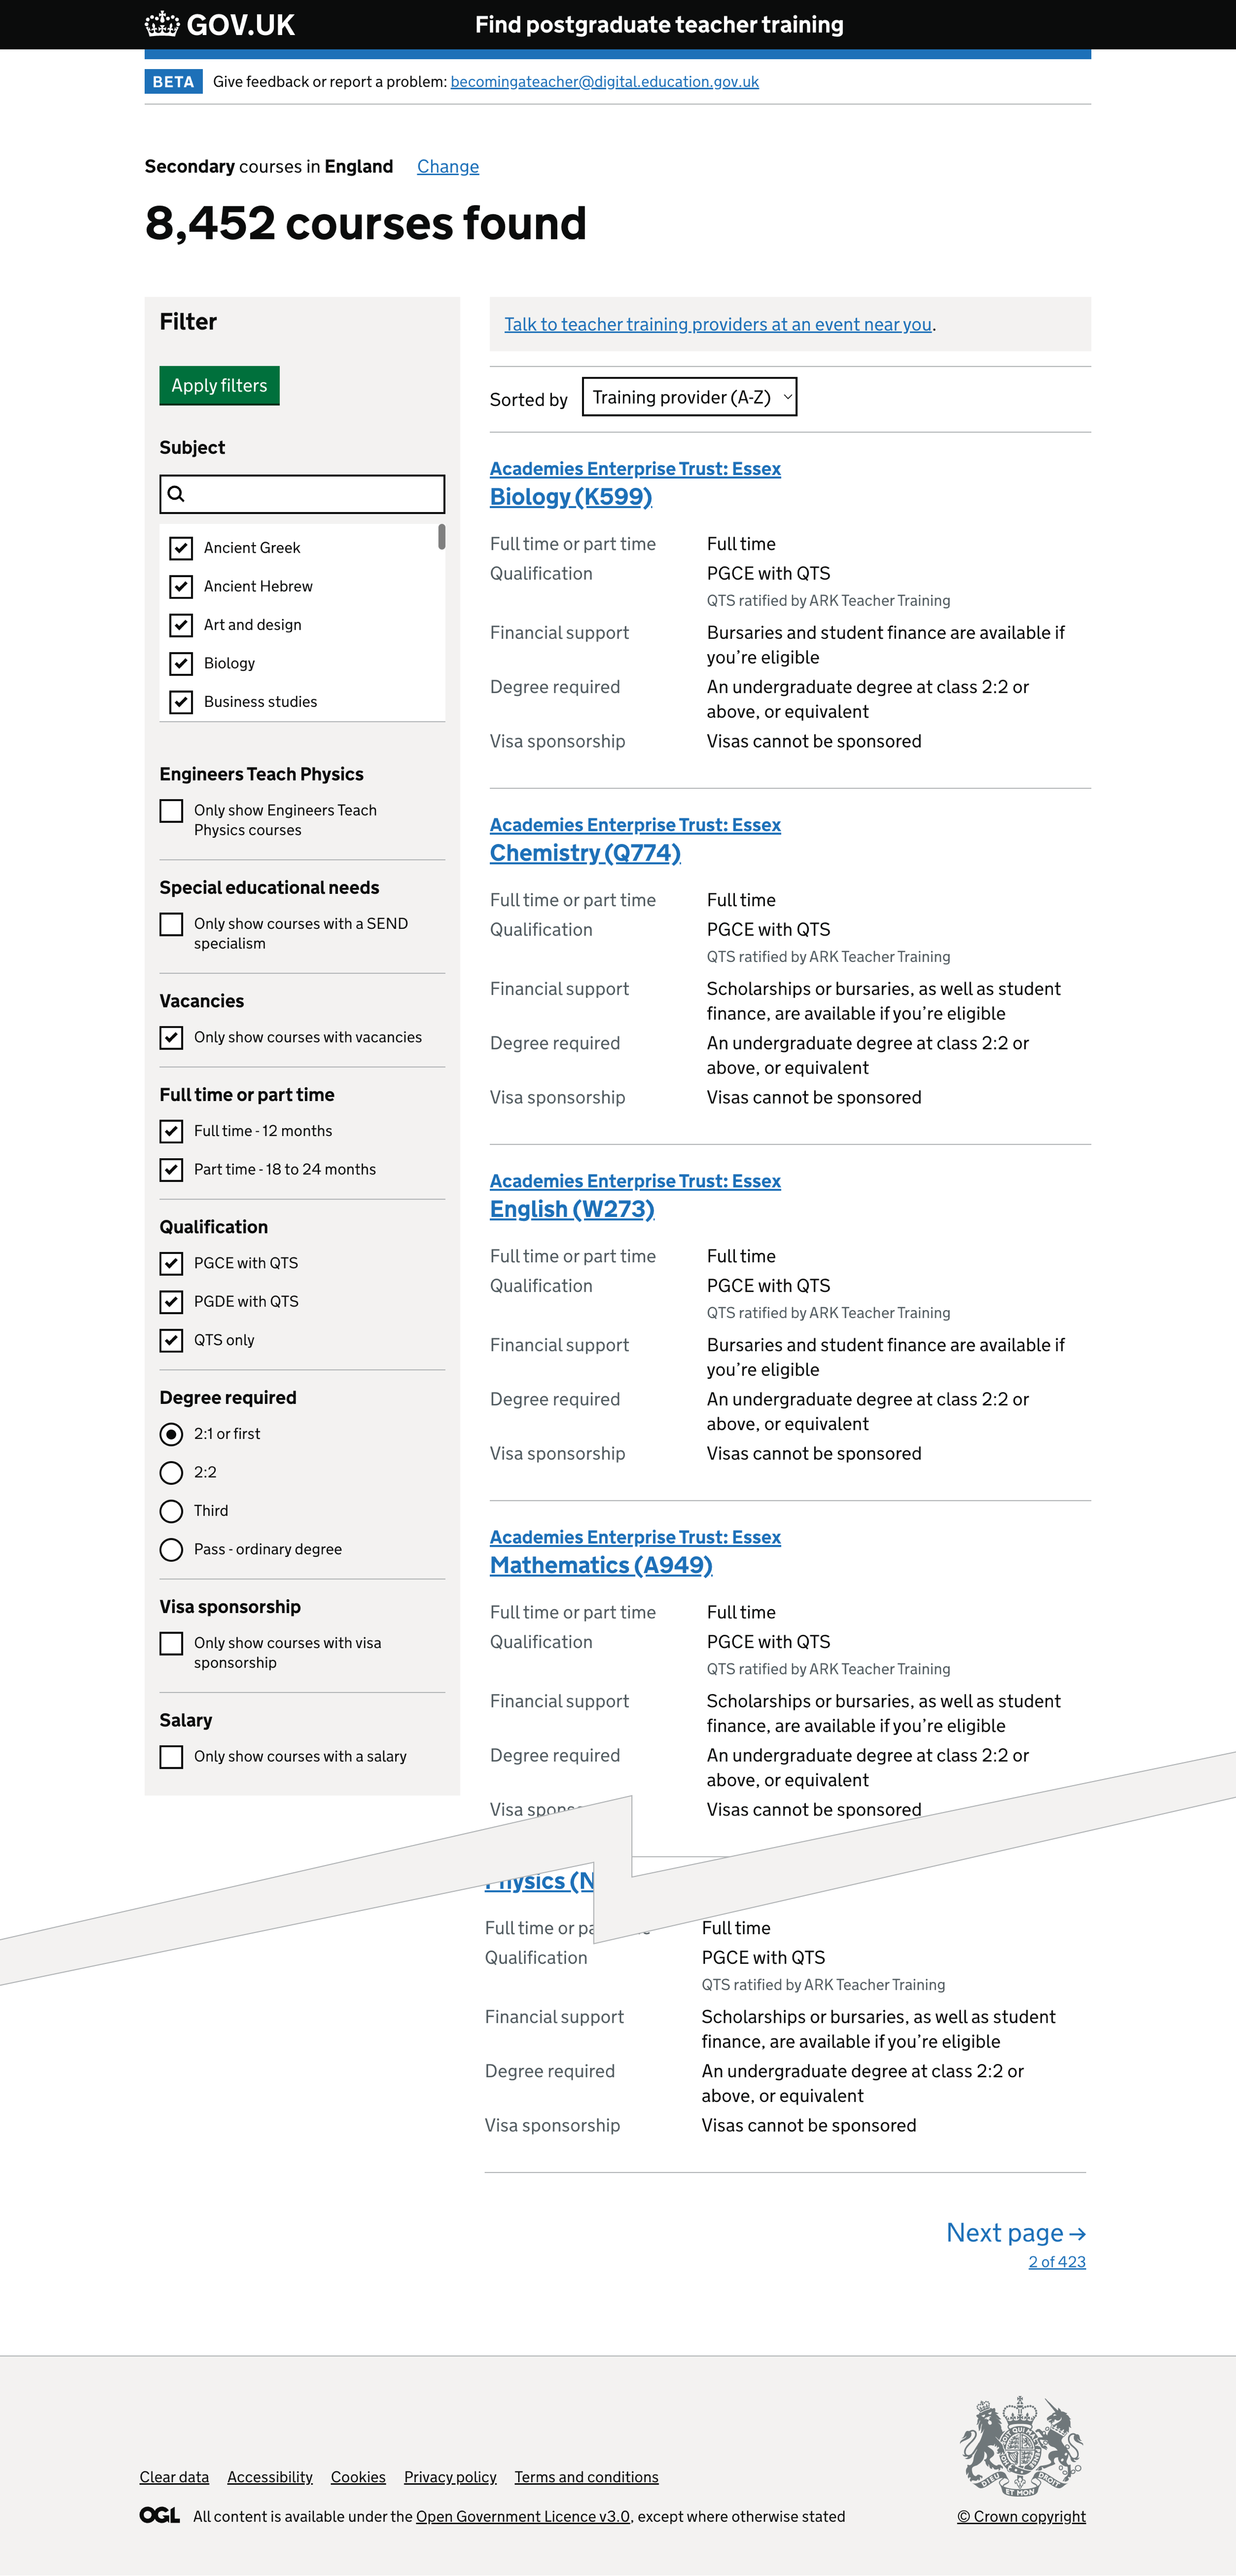 GOV.UK
Find postgraduate teacher training
BETA
Give feedback or report a problem: becomingateacher@digital.education.gov.uk
Secondary courses in England Change
8,452 courses found
Filter
Apply filters
Subject
Ancient Greek
Ancient Hebrew
Art and design
Biology
Business studies
Engineers Teach Physics
Only show Engineers Teach
Physics courses
Special educational needs
Only show courses with a SEND
specialism
Vacancies
Only show courses with vacancies
Full time or part time
Full time - 12 months
Part time - 18 to 24 months
Qualification
PGCE with QTS
PGDE with QTS
QTS only
Degree required
2:1 or first
2:2
Third
Pass - ordinary degree
Visa sponsorship
Only show courses with visa
sponsorship
Salary
Only show courses with a salary
Talk to teacher training providers at an event near you.
Sorted by Training provider (A-Z)
Academies Enterprise Trust: Essex
Biology (K599)
Full time or part time Full time
Qualification PGCE with QTS
QTS ratified by ARK Teacher Training
Financial support Bursaries and student finance are available if
you’re eligible
Degree required An undergraduate degree at class 2:2 or
above, or equivalent
Visa sponsorship Visas cannot be sponsored
Academies Enterprise Trust: Essex
Chemistry (Q774)
Full time or part time Full time
Qualification PGCE with QTS
QTS ratified by ARK Teacher Training
Financial support Scholarships or bursaries, as well as student
finance, are available if you’re eligible
Degree required An undergraduate degree at class 2:2 or
above, or equivalent
Visa sponsorship Visas cannot be sponsored
Academies Enterprise Trust: Essex
English (W273)
Full time or part time Full time
Qualification PGCE with QTS
QTS ratified by ARK Teacher Training
Financial support Bursaries and student finance are available if
you’re eligible
Degree required An undergraduate degree at class 2:2 or
above, or equivalent
Visa sponsorship Visas cannot be sponsored
Academies Enterprise Trust: Essex
Mathematics (A949)
Full time or part time Full time
Qualification PGCE with QTS
QTS ratified by ARK Teacher Training
Financial support Scholarships or bursaries, as well as student
finance, are available if you’re eligible
Degree required An undergraduate degree at class 2:2 or
above, or equivalent
Visa Visas cannot be sponsored
Physics (N
Full time or Full time
Qualification PGCE with QTS
QTS ratified by ARK Teacher Training
Financial support Scholarships or bursaries, as well as student
finance, are available if you’re eligible
Degree required An undergraduate degree at class 2:2 or
above, or equivalent
Visa sponsorship Visas cannot be sponsored
Next page →
2 of 423
Clear data Accessibility Cookies Privacy policy Terms and conditions
OGL All content is available under the Open Government Licence v3.0, except where otherwise stated
DIEU ET MON DROIT
© Crown copyright